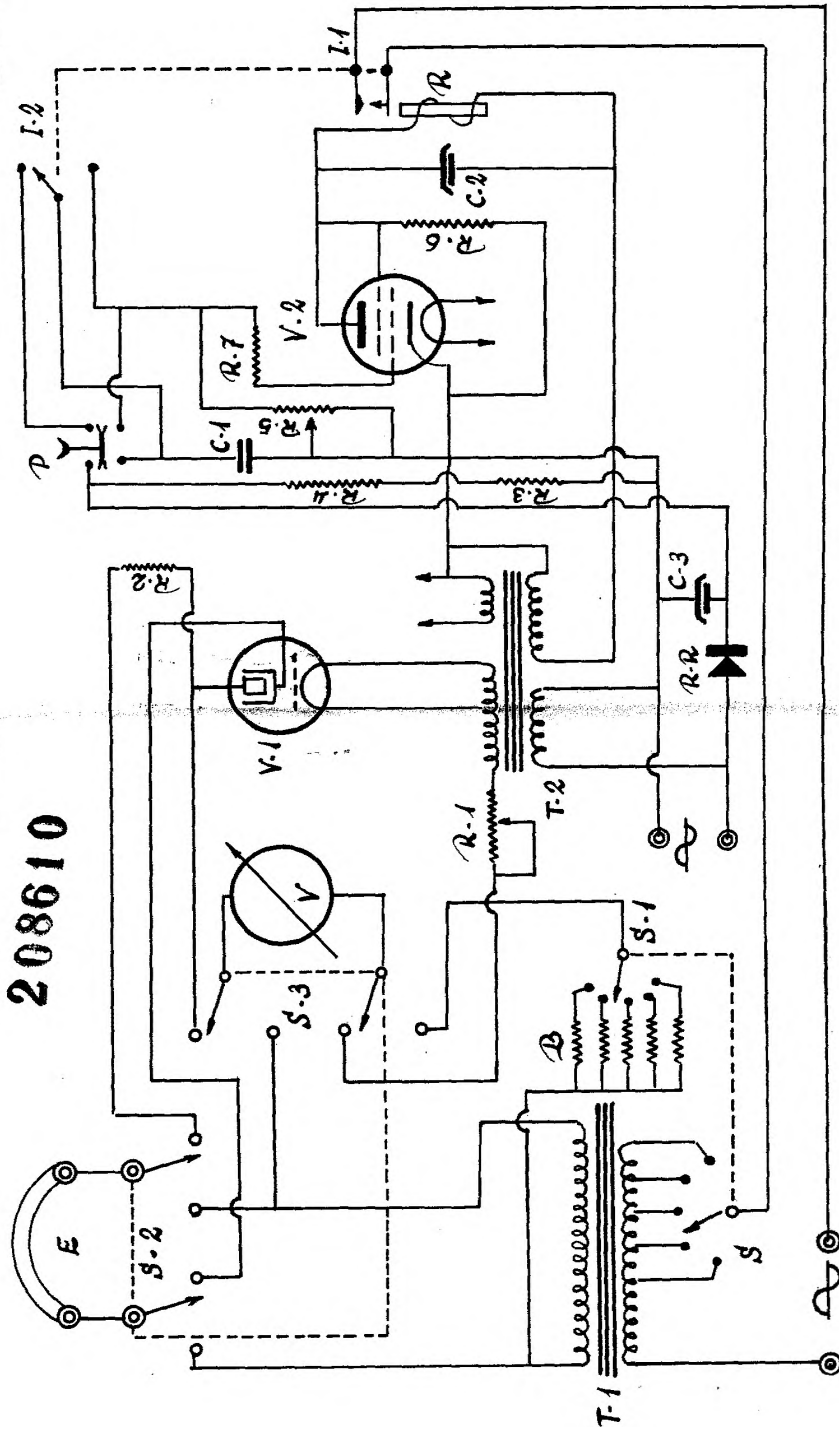 208610
E
S-2
S-3
V
V-1
R-2
P
I-2
R-7
C-1
R-5
R-4
R-3
V-2
R-6
C-2
R
I-1
T-1
S
B
S-1
R-1
T-2
R-R
C-3